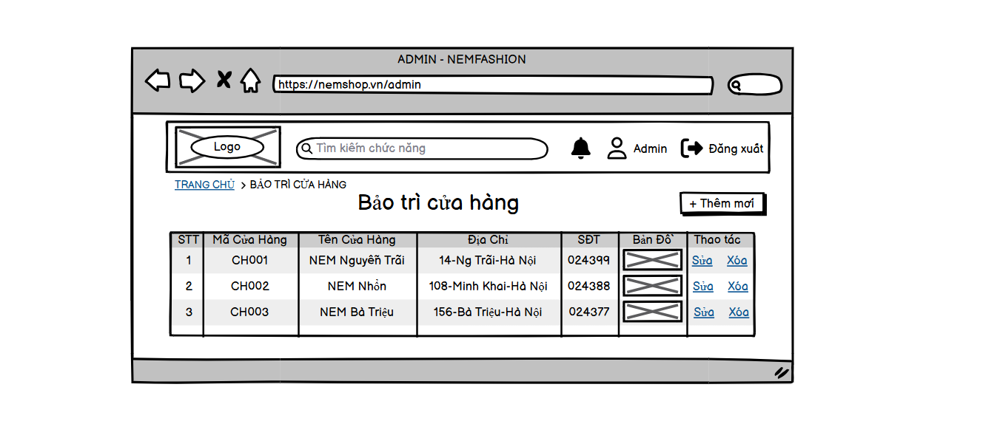 ADMIN - NEMFASHION
https://nemshop.vn/admin
Logo
Tìm kiếm chức năng
Admin
Đăng xuất
TRANG CHỦ > BẢO TRÌ CỬA HÀNG
Bảo trì cửa hàng
+ Thêm mơi
STT Mã Cửa Hàng Tên Cửa Hàng Địa Chỉ SĐT Bản Đồ Thao tác
1 CH001 NEM Nguyễn Trãi 14-Ng Trãi-Hà Nội 024399 Sửa Xóa
2 CH002 NEM Nhổn 108-Minh Khai-Hà Nội 024388 Sửa Xóa
3 CH003 NEM Bà Triệu 156-Bà Triệu-Hà Nội 024377 Sửa Xóa